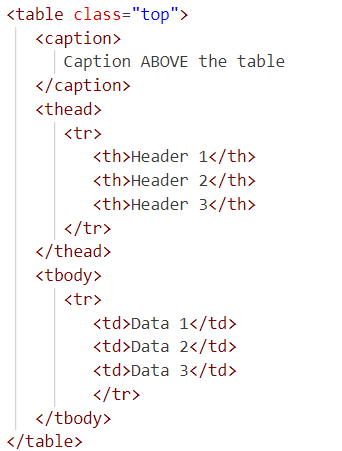 <table class="top">
<caption>
Caption ABOVE the table
</caption>
<thead>
<tr>
<th>Header 1</th>
<th>Header 2</th>
<th>Header 3</th>
</tr>
</thead>
<tbody>
<tr>
<td>Data 1</td>
<td>Data 2</td>
<td>Data 3</td>
</tr>
</tbody>
</table>